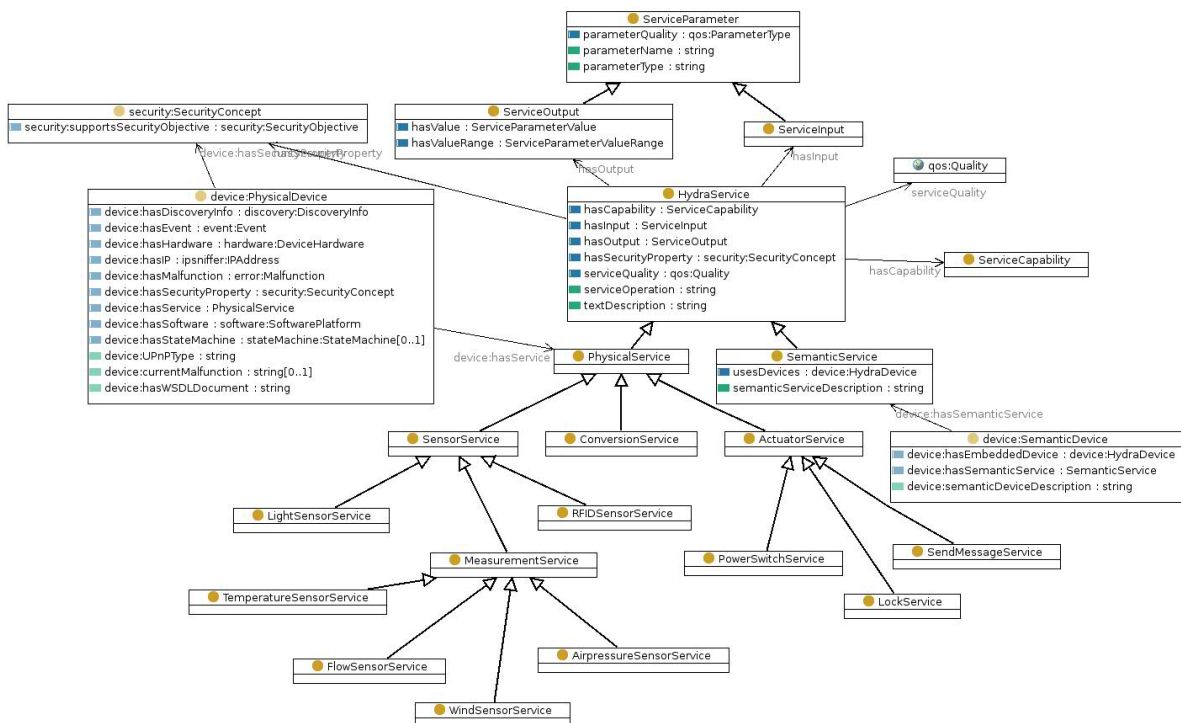 ServiceParameter
parameterQuality : qos:ParameterType
parameterName : string
parameterType : string
security:SecurityConcept
security:supportsSecurityObjective : security:SecurityObjective
ServiceOutput
hasValue : ServiceParameterValue
hasValueRange : ServiceParameterValueRange
ServiceInput
device:hasSecurityProperty
hasSecurityProperty
hasOutput
hasInput
qos:Quality
serviceQuality
device:PhysicalDevice
device:hasDiscoveryInfo : discovery:DiscoveryInfo
device:hasEvent : event:Event
device:hasHardware : hardware:DeviceHardware
device:hasIP : ipsniffer:IPAddress
device:hasMalfunction : error:Malfunction
device:hasSecurityProperty : security:SecurityConcept
device:hasService : PhysicalService
device:hasSoftware : software:SoftwarePlatform
device:hasStateMachine : stateMachine:StateMachine[0..1]
device:UPnPType : string
device:currentMalfunction : string[0..1]
device:hasWSDLDocument : string
HydraService
hasCapability : ServiceCapability
hasInput : ServiceInput
hasOutput : ServiceOutput
hasSecurityProperty : security:SecurityConcept
serviceQuality : qos:Quality
serviceOperation : string
textDescription : string
ServiceCapability
hasCapability
device:hasService
PhysicalService
SemanticService
usesDevices : device:HydraDevice
semanticServiceDescription : string
device:hasSemanticService
SensorService
ConversionService
ActuatorService
device:SemanticDevice
device:hasEmbeddedDevice : device:HydraDevice
device:hasSemanticService : SemanticService
device:semanticDeviceDescription : string
LightSensorService
RFIDSensorService
MeasurementService
PowerSwitchService
SendMessageService
TemperatureSensorService
LockService
FlowSensorService
AirpressureSensorService
WindSensorService